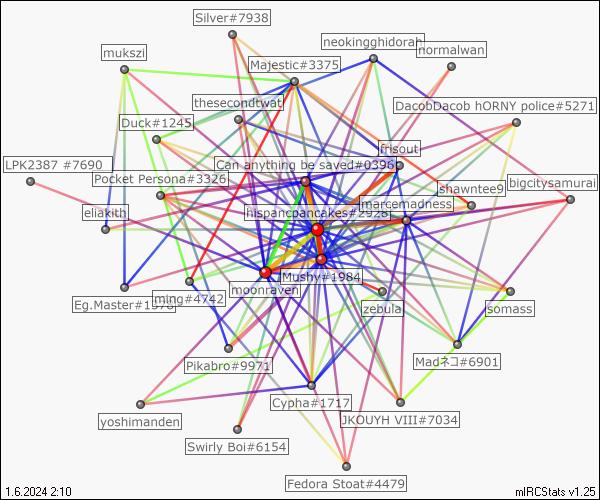 Silver#7938
neokingghidorah
normalwan
mukszi
Majestic#3375
thesecondtwat
DacobDacob hORNY police#5271
Duck#1245
frisout
LPK2387 #7690
Can anything be saved#0396
Pocket Persona#3326
shawntee9
bigcitysamurai
marcemadness
eliakith
hispancpancakes#2928
Mushy#1984
moonraven
Eg.Master#1978
ming#4742
zebula
somass
Pikabro#9971
Madネコ#6901
Cypha#1717
yoshimanden
JKOUYH VIII#7034
Swirly Boi#6154
Fedora Stoat#4479
1.6.2024 2:10
mIRCStats v1.25